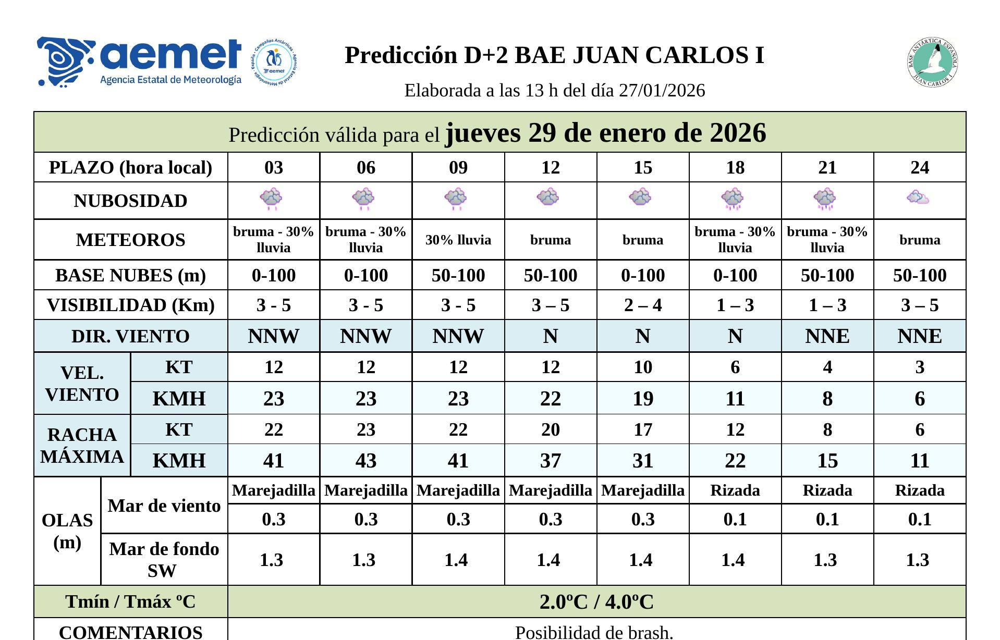 aemet
Agencia Estatal de Meteorología
Campañas Antárticas · Agencia Estatal de Meteorología · España ·
aemet
Predicción D+2 BAE JUAN CARLOS I
Elaborada a las 13 h del día 27/01/2026
BASE ANTÁRTICA ESPAÑOLA
JUAN CARLOS I
Predicción válida para el jueves 29 de enero de 2026
PLAZO (hora local) 03 06 09 12 15 18 21 24
NUBOSIDAD
METEOROS bruma - 30% lluvia bruma - 30% lluvia 30% lluvia bruma bruma bruma - 30% lluvia bruma - 30% lluvia bruma
BASE NUBES (m) 0-100 0-100 50-100 50-100 0-100 0-100 50-100 50-100
VISIBILIDAD (Km) 3 - 5 3 - 5 3 - 5 3 – 5 2 – 4 1 – 3 1 – 3 3 – 5
DIR. VIENTO NNW NNW NNW N N N NNE NNE
VEL. VIENTO
KT 12 12 12 12 10 6 4 3
KMH 23 23 23 22 19 11 8 6
RACHA MÁXIMA
KT 22 23 22 20 17 12 8 6
KMH 41 43 41 37 31 22 15 11
OLAS (m)
Mar de viento Marejadilla Marejadilla Marejadilla Marejadilla Marejadilla Rizada Rizada Rizada
0.3 0.3 0.3 0.3 0.3 0.1 0.1 0.1
Mar de fondo SW 1.3 1.3 1.4 1.4 1.4 1.4 1.3 1.3
Tmín / Tmáx ºC 2.0ºC / 4.0ºC
COMENTARIOS Posibilidad de brash.